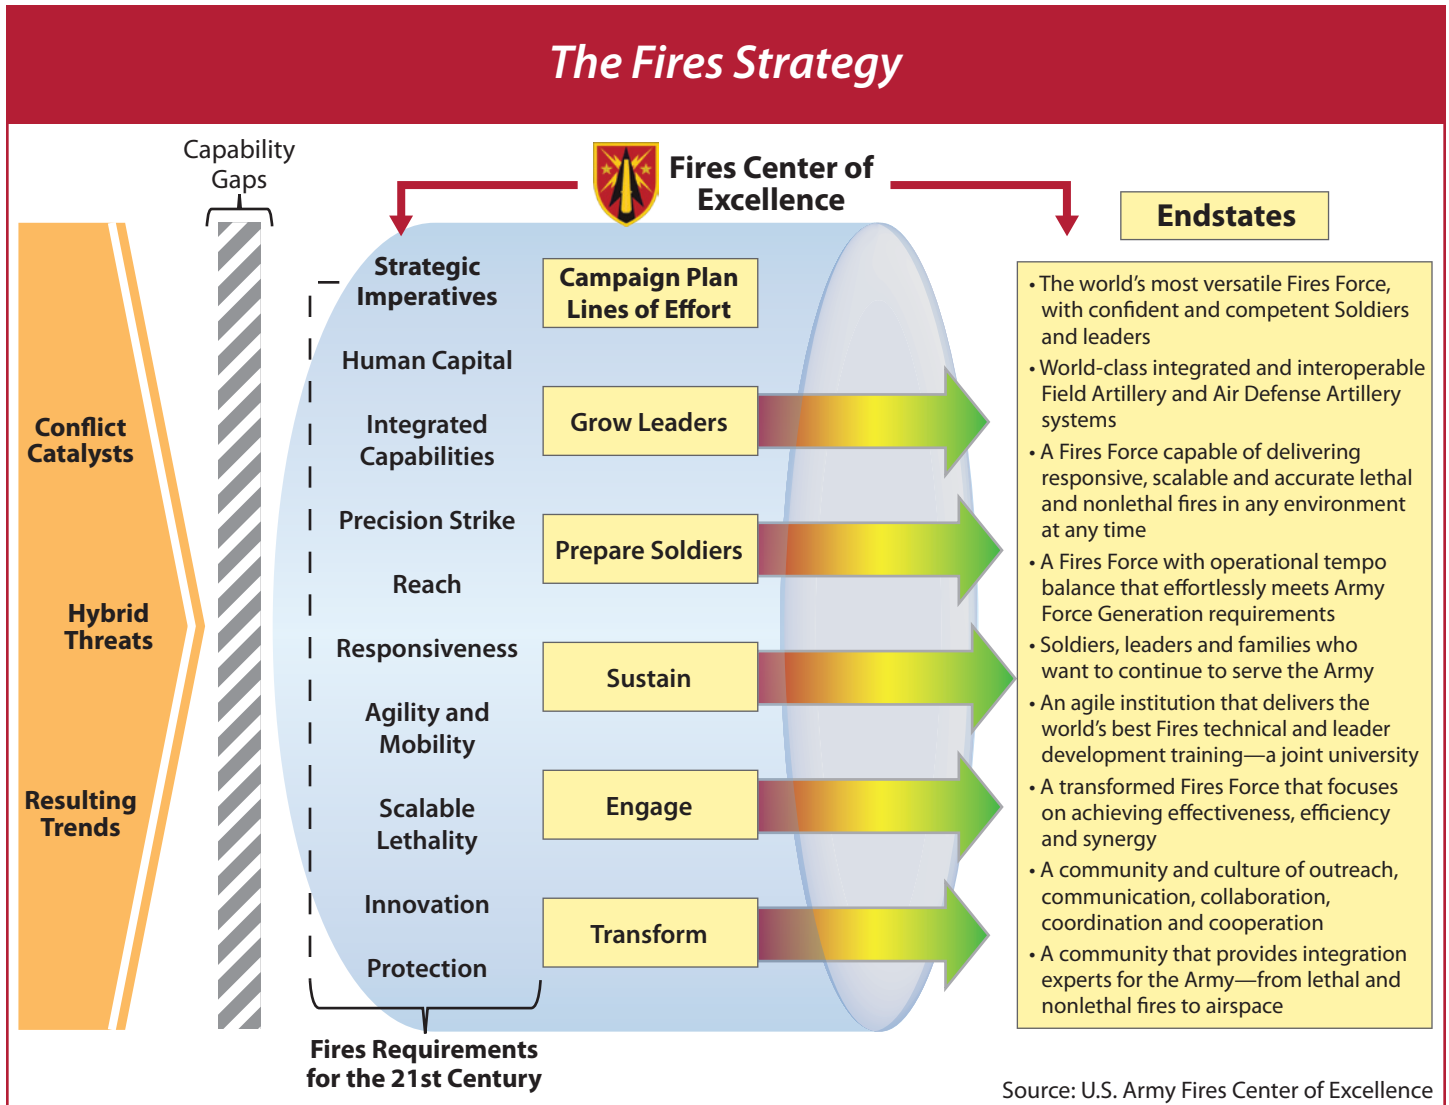 The Fires Strategy
Capability
Gaps
Fires Center of
Excellence
Conflict
Catalysts
Hybrid
Threats
Resulting
Trends
Strategic
Imperatives
Human Capital
Integrated
Capabilities
Precision Strike
Reach
Responsiveness
Agility and
Mobility
Scalable
Lethality
Innovation
Protection
Fires Requirements
for the 21st Century
Campaign Plan
Lines of Effort
Grow Leaders
Prepare Soldiers
Sustain
Engage
Transform
Endstates
• The world’s most versatile Fires Force,
with confident and competent Soldiers
and leaders
• World-class integrated and interoperable
Field Artillery and Air Defense Artillery
systems
• A Fires Force capable of delivering
responsive, scalable and accurate lethal
and nonlethal fires in any environment
at any time
• A Fires Force with operational tempo
balance that effortlessly meets Army
Force Generation requirements
• Soldiers, leaders and families who
want to continue to serve the Army
• An agile institution that delivers the
world’s best Fires technical and leader
development training—a joint university
• A transformed Fires Force that focuses
on achieving effectiveness, efficiency
and synergy
• A community and culture of outreach,
communication, collaboration,
coordination and cooperation
• A community that provides integration
experts for the Army—from lethal and
nonlethal fires to airspace
Source: U.S. Army Fires Center of Excellence